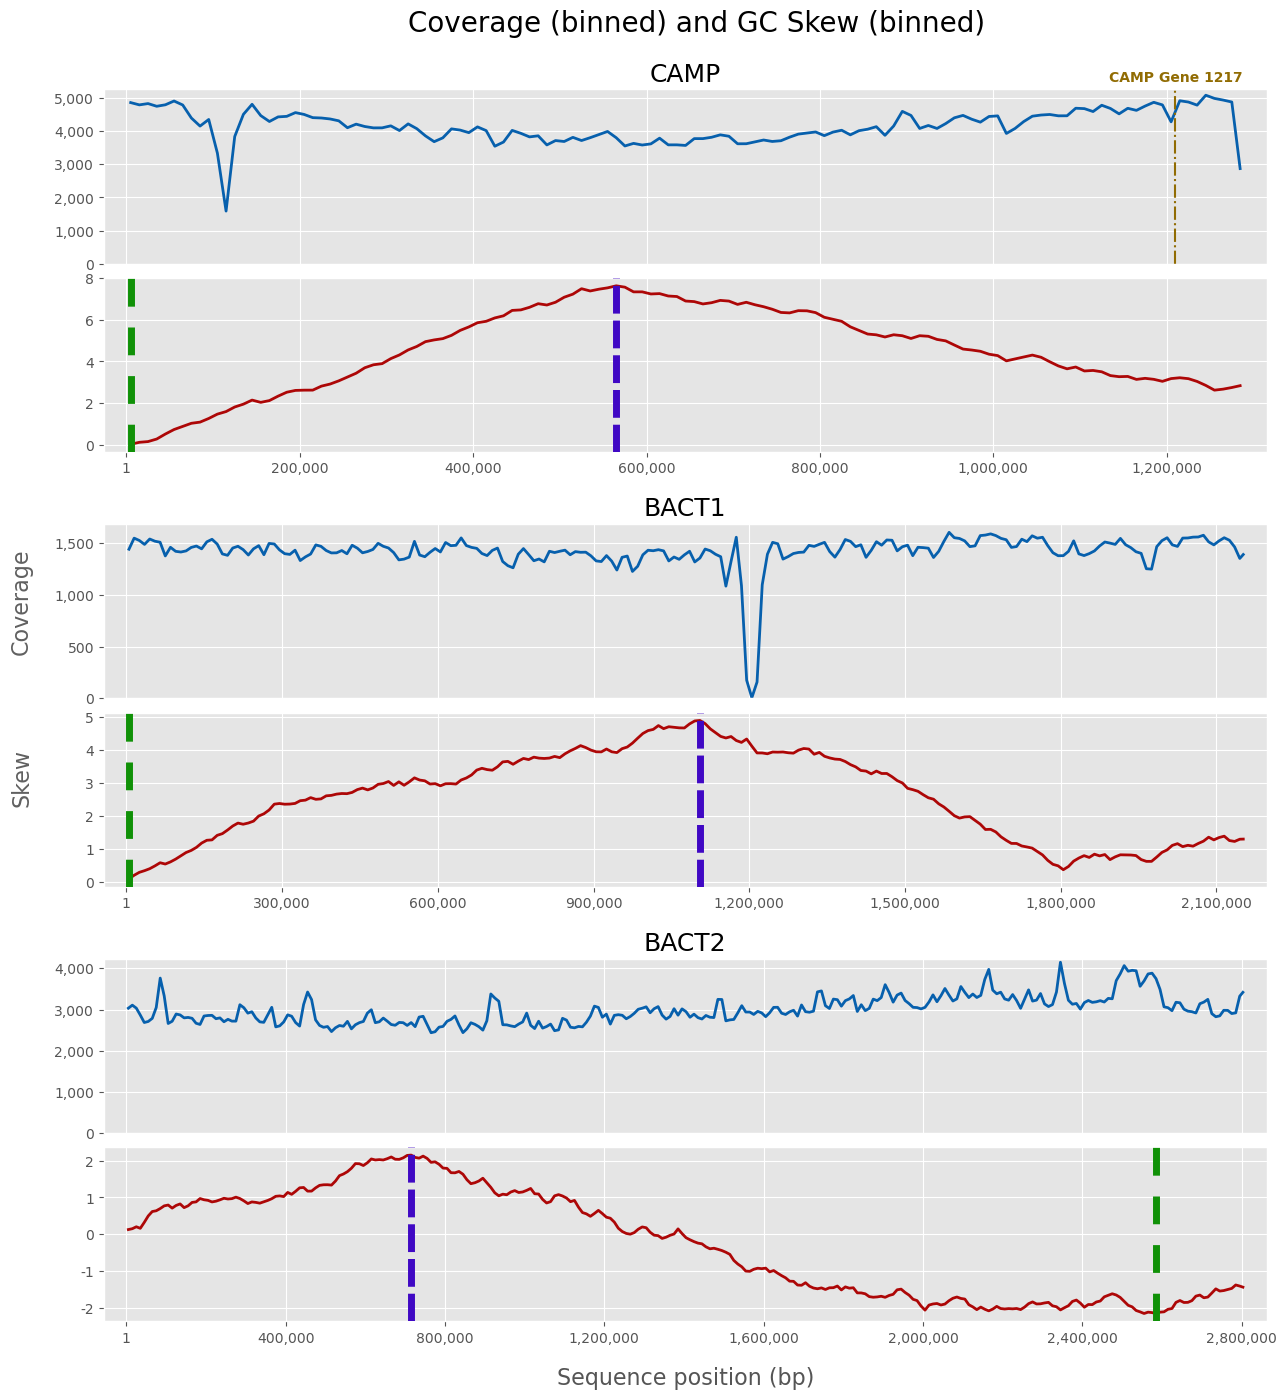 Coverage (binned) and GC Skew (binned)
CAMP
CAMP Gene 1217
5,000
4,000
3,000
2,000
1,000
0
8
6
4
2
0
1 200,000 400,000 600,000 800,000 1,000,000 1,200,000
BACT1
Coverage
1,500
1,000
500
0
Skew
5
4
3
2
1
0
1 300,000 600,000 900,000 1,200,000 1,500,000 1,800,000 2,100,000
BACT2
4,000
3,000
2,000
1,000
0
2
1
0
-1
-2
1 400,000 800,000 1,200,000 1,600,000 2,000,000 2,400,000 2,800,000
Sequence position (bp)